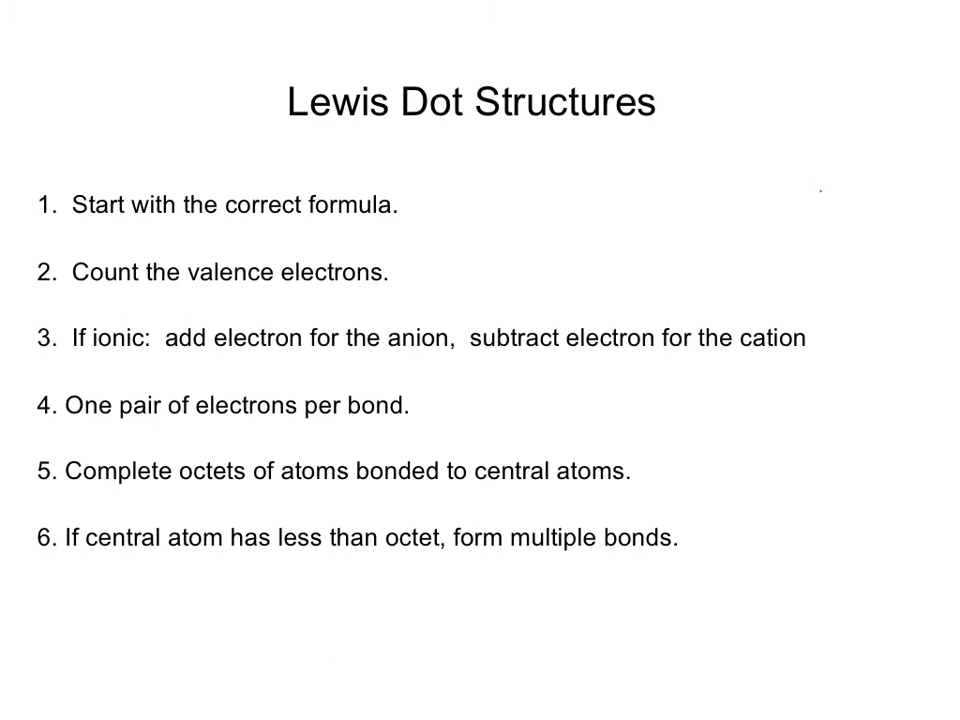 Lewis Dot Structures
1. Start with the correct formula.
2. Count the valence electrons.
3. If ionic: add electron for the anion, subtract electron for the cation
4. One pair of electrons per bond.
5. Complete octets of atoms bonded to central atoms.
6. If central atom has less than octet, form multiple bonds.